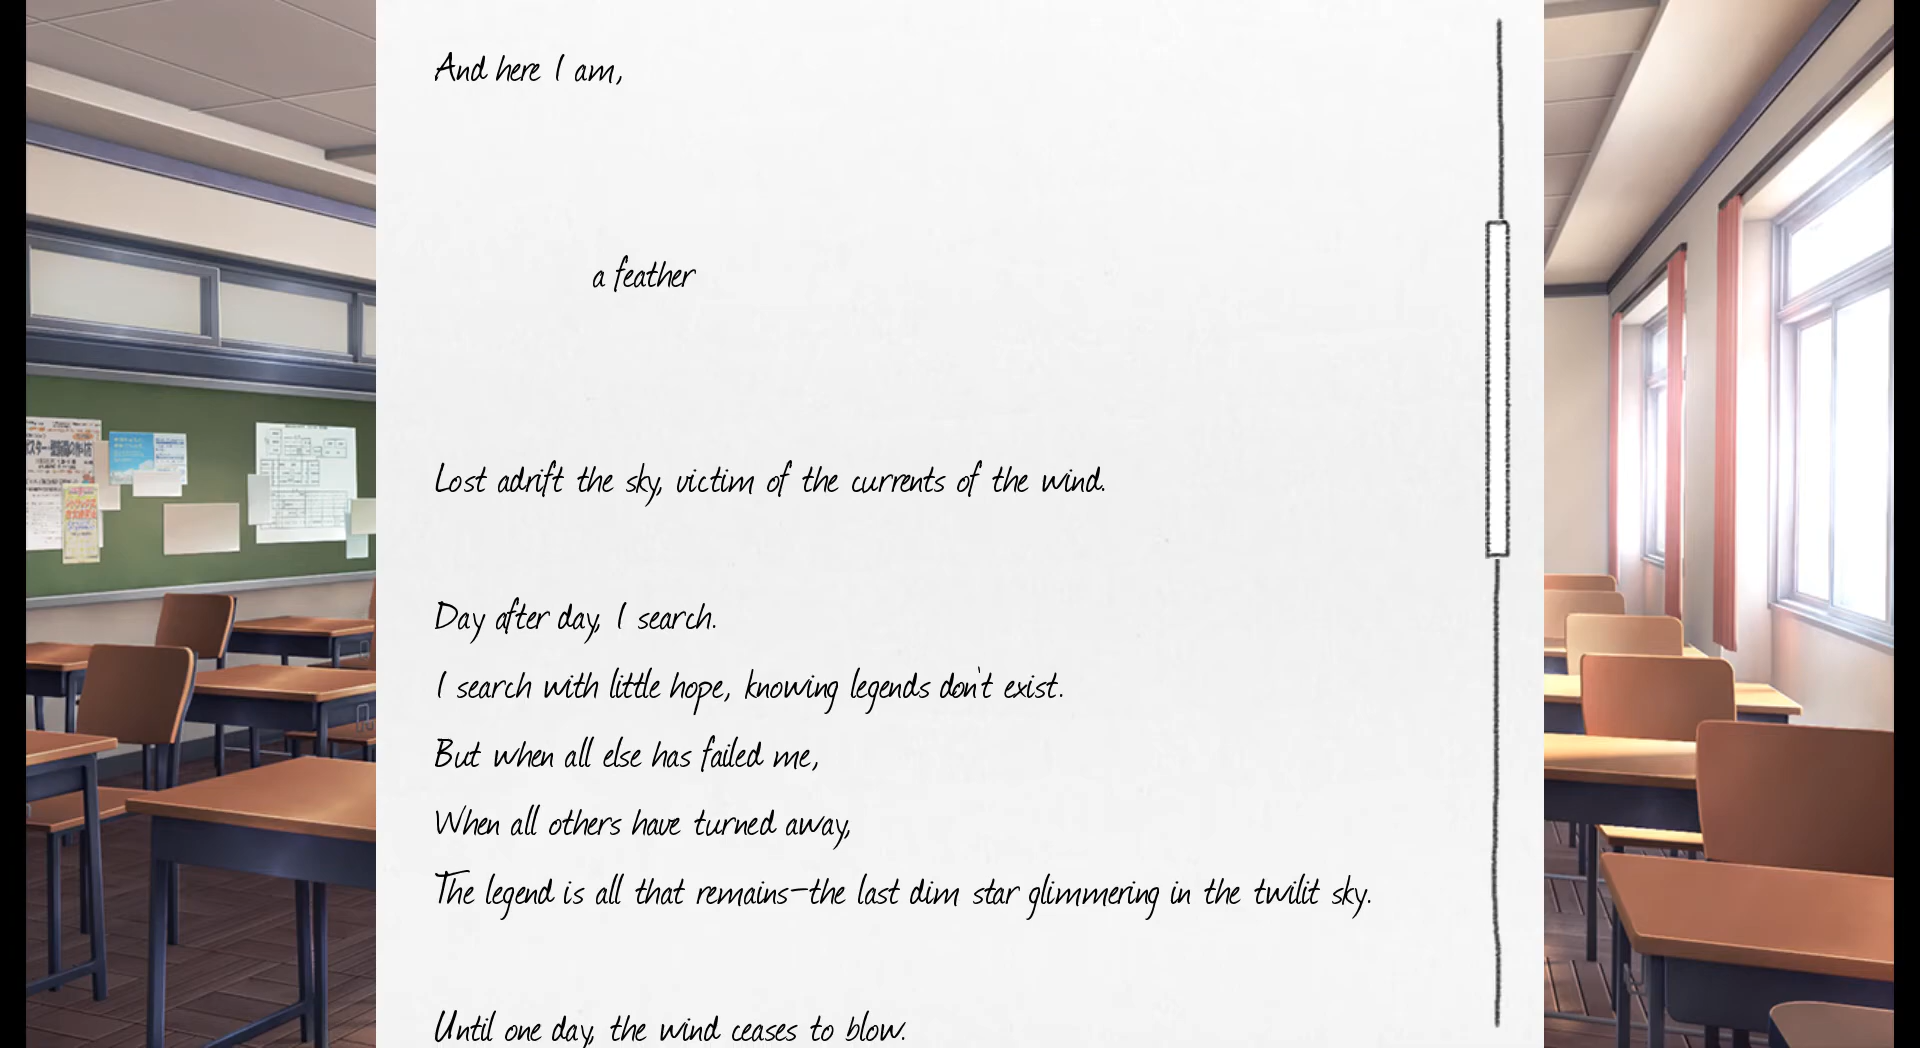 And here I am,
a feather
Lost adrift the sky, victim of the currents of the wind.
Day after day, I search.
I search with little hope, knowing legends don't exist.
But when all else has failed me,
When all others have turned away,
The legend is all that remains—the last dim star glimmering in the twilit sky.
Until one day, the wind ceases to blow.